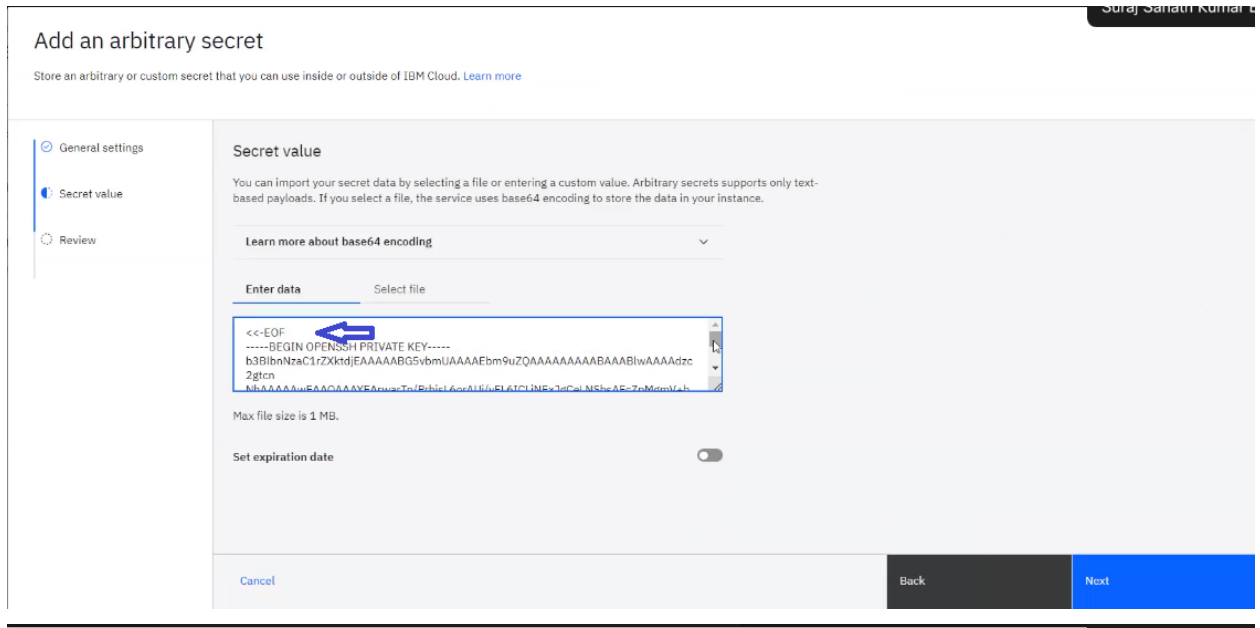 Suraj Sanath Kumar
Add an arbitrary secret
Store an arbitrary or custom secret that you can use inside or outside of IBM Cloud. Learn more
General settings
Secret value
Review
Secret value
You can import your secret data by selecting a file or entering a custom value. Arbitrary secrets supports only text-
based payloads. If you select a file, the service uses base64 encoding to store the data in your instance.
Learn more about base64 encoding
Enter data Select file
<<-EOF
-----BEGIN OPENSSH PRIVATE KEY-----
b3BlbnNzaC1rZXktdjEAAAAABG5vbmUAAAAEbm9uZQAAAAAAAAABAAABlwAAAAdzc
2gtcn
Max file size is 1 MB.
Set expiration date
Cancel
Back
Next